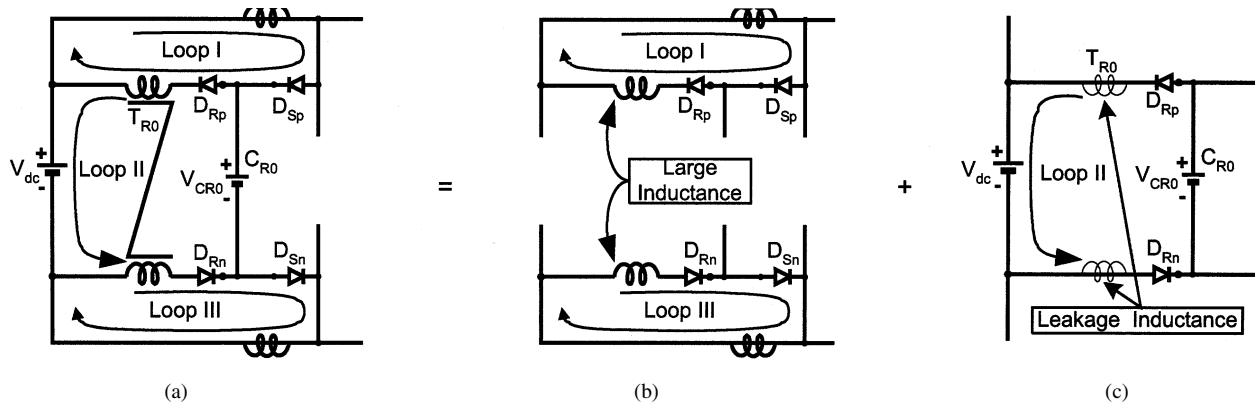 Loop I
D_Rp
D_Sp
T_R0
+
V_dc
-
Loop II
+
V_CR0
-
C_R0
D_Rn
D_Sn
Loop III
(a)
=
Loop I
D_Rp
D_Sp
Large
Inductance
D_Rn
D_Sn
Loop III
(b)
+
T_R0
D_Rp
+
V_dc
-
Loop II
+
V_CR0
-
C_R0
D_Rn
Leakage Inductance
(c)